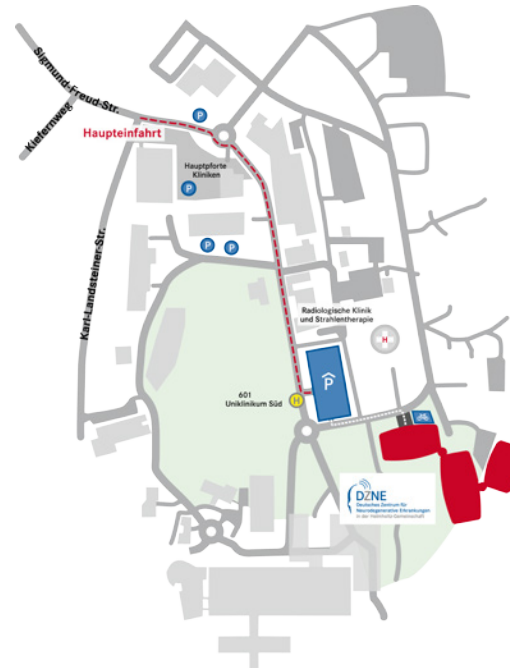 Sigmund-Freud-Str.
Kiefernweg
Haupteinfahrt
P
Hauptpforte
Kliniken
P
P
P
Karl-Landsteiner-Str.
Radiologische Klinik
und Strahlentherapie
H
P
601
Uniklinikum Süd
H
DZNE
Deutsches Zentrum für
Neurodegenerative Erkrankungen
in der Helmholtz-Gemeinschaft